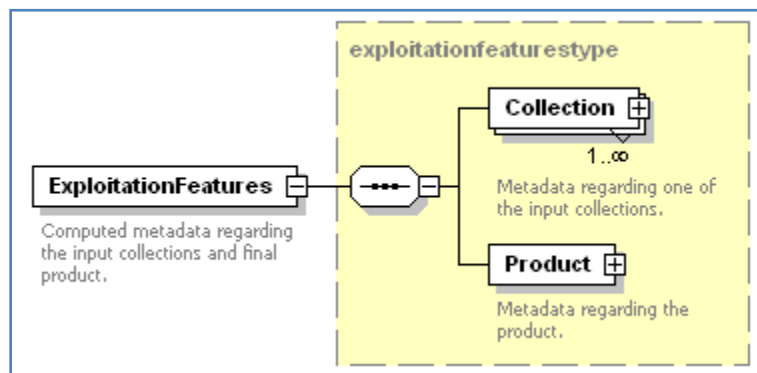 exploitationfeaturestype
Collection
1..∞
Metadata regarding one of
the input collections.
ExploitationFeatures
Computed metadata regarding
the input collections and final
product.
Product
Metadata regarding the
product.